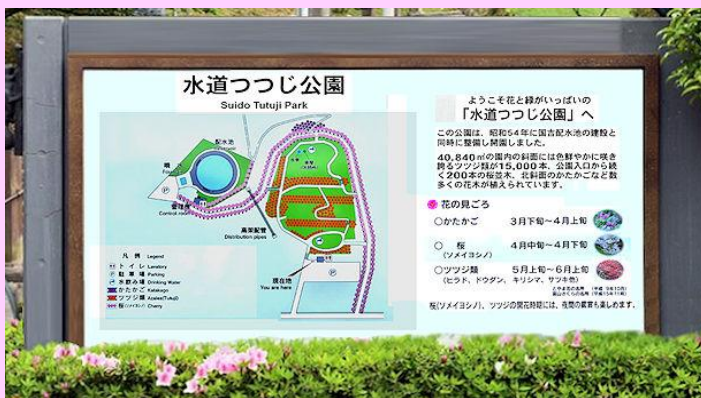 水道つつじ公園
Suido Tutuji Park
配水池
Control room
高架配管
Distribution pipes
現在地
You are here
凡例 Legend
トイレ Lavatory
P 駐車場 Parking
水飲み場 Drinking Water
かたかご Katakago
ツツジ類 Azalea(Tutuji)
桜(ソメイヨシノ) Cherry
ようこそ花と緑がいっぱいの
「水道つつじ公園」へ
この公園は、昭和54年に国吉配水池の建設と
同時に整備し開園しました。
40,840㎡の園内の斜面には色鮮やかに咲き
誇るツツジ類が15,000本、公園入口から続
く200本の桜並木、北斜面のかたかごなど数
多くの花木が植えられています。
花の見ごろ
○かたかご 3月下旬~4月上旬
○ 桜 4月中旬~4月下旬
(ソメイヨシノ)
○ツツジ類 5月上旬~6月上旬
(ヒラド、ドウダン、キリシマ、サツキ他)
桜(ソメイヨシノ)、ツツジの開花時期には、夜間の鑑賞も楽しめます。